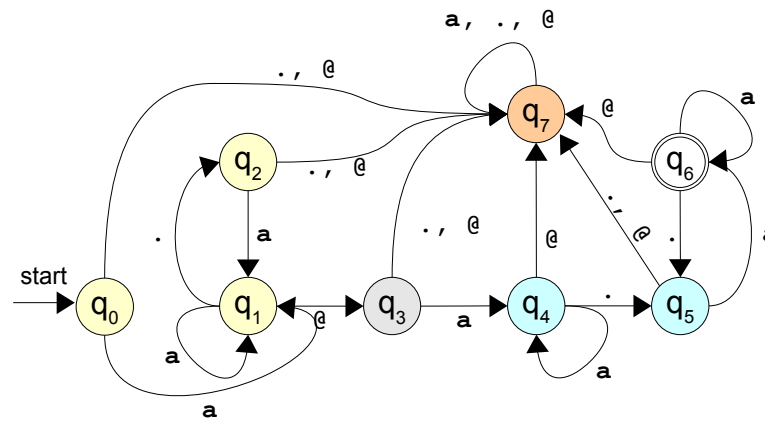 a, ., @
., @
q7
@
a
q2
., @
q6
.
a
., @
., @
.
a
start
@
q0
q1
@
q3
a
q4
.
q5
a
a
a